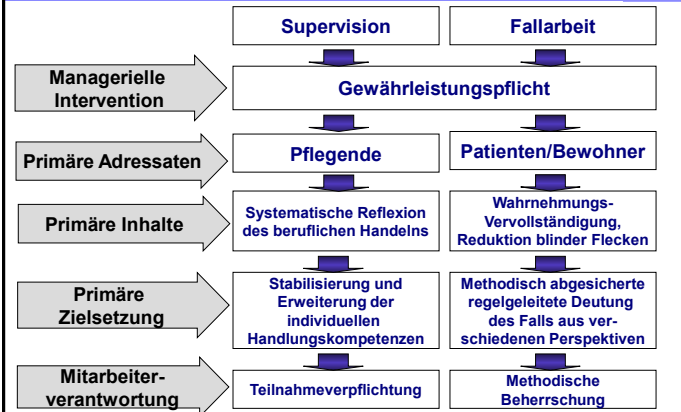 Supervision
Fallarbeit
Managerielle
Intervention
Gewährleistungspflicht
Primäre Adressaten
Pflegende
Patienten/Bewohner
Primäre Inhalte
Systematische Reflexion
des beruflichen Handelns
Wahrnehmungs-
Vervollständigung,
Reduktion blinder Flecken
Primäre
Zielsetzung
Stabilisierung und
Erweiterung der
individuellen
Handlungskompetenzen
Methodisch abgesicherte
regelgeleitete Deutung
des Falls aus ver-
schiedenen Perspektiven
Mitarbeiter-
verantwortung
Teilnahmeverpflichtung
Methodische
Beherrschung